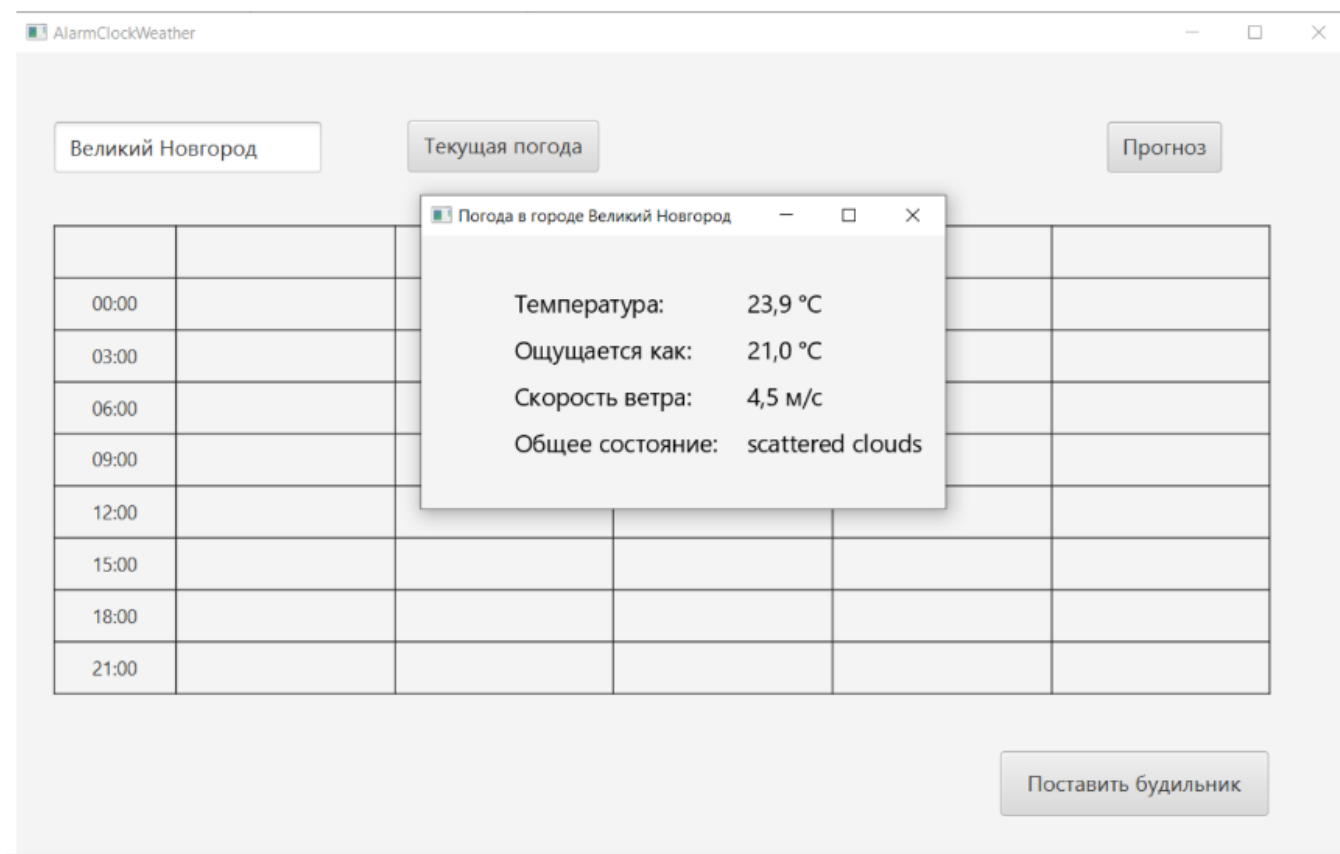 AlarmClockWeather
Великий Новгород
Текущая погода
Прогноз
Погода в городе Великий Новгород
Температура: 23,9 °C
Ощущается как: 21,0 °C
Скорость ветра: 4,5 м/с
Общее состояние: scattered clouds
00:00
03:00
06:00
09:00
12:00
15:00
18:00
21:00
Поставить будильник